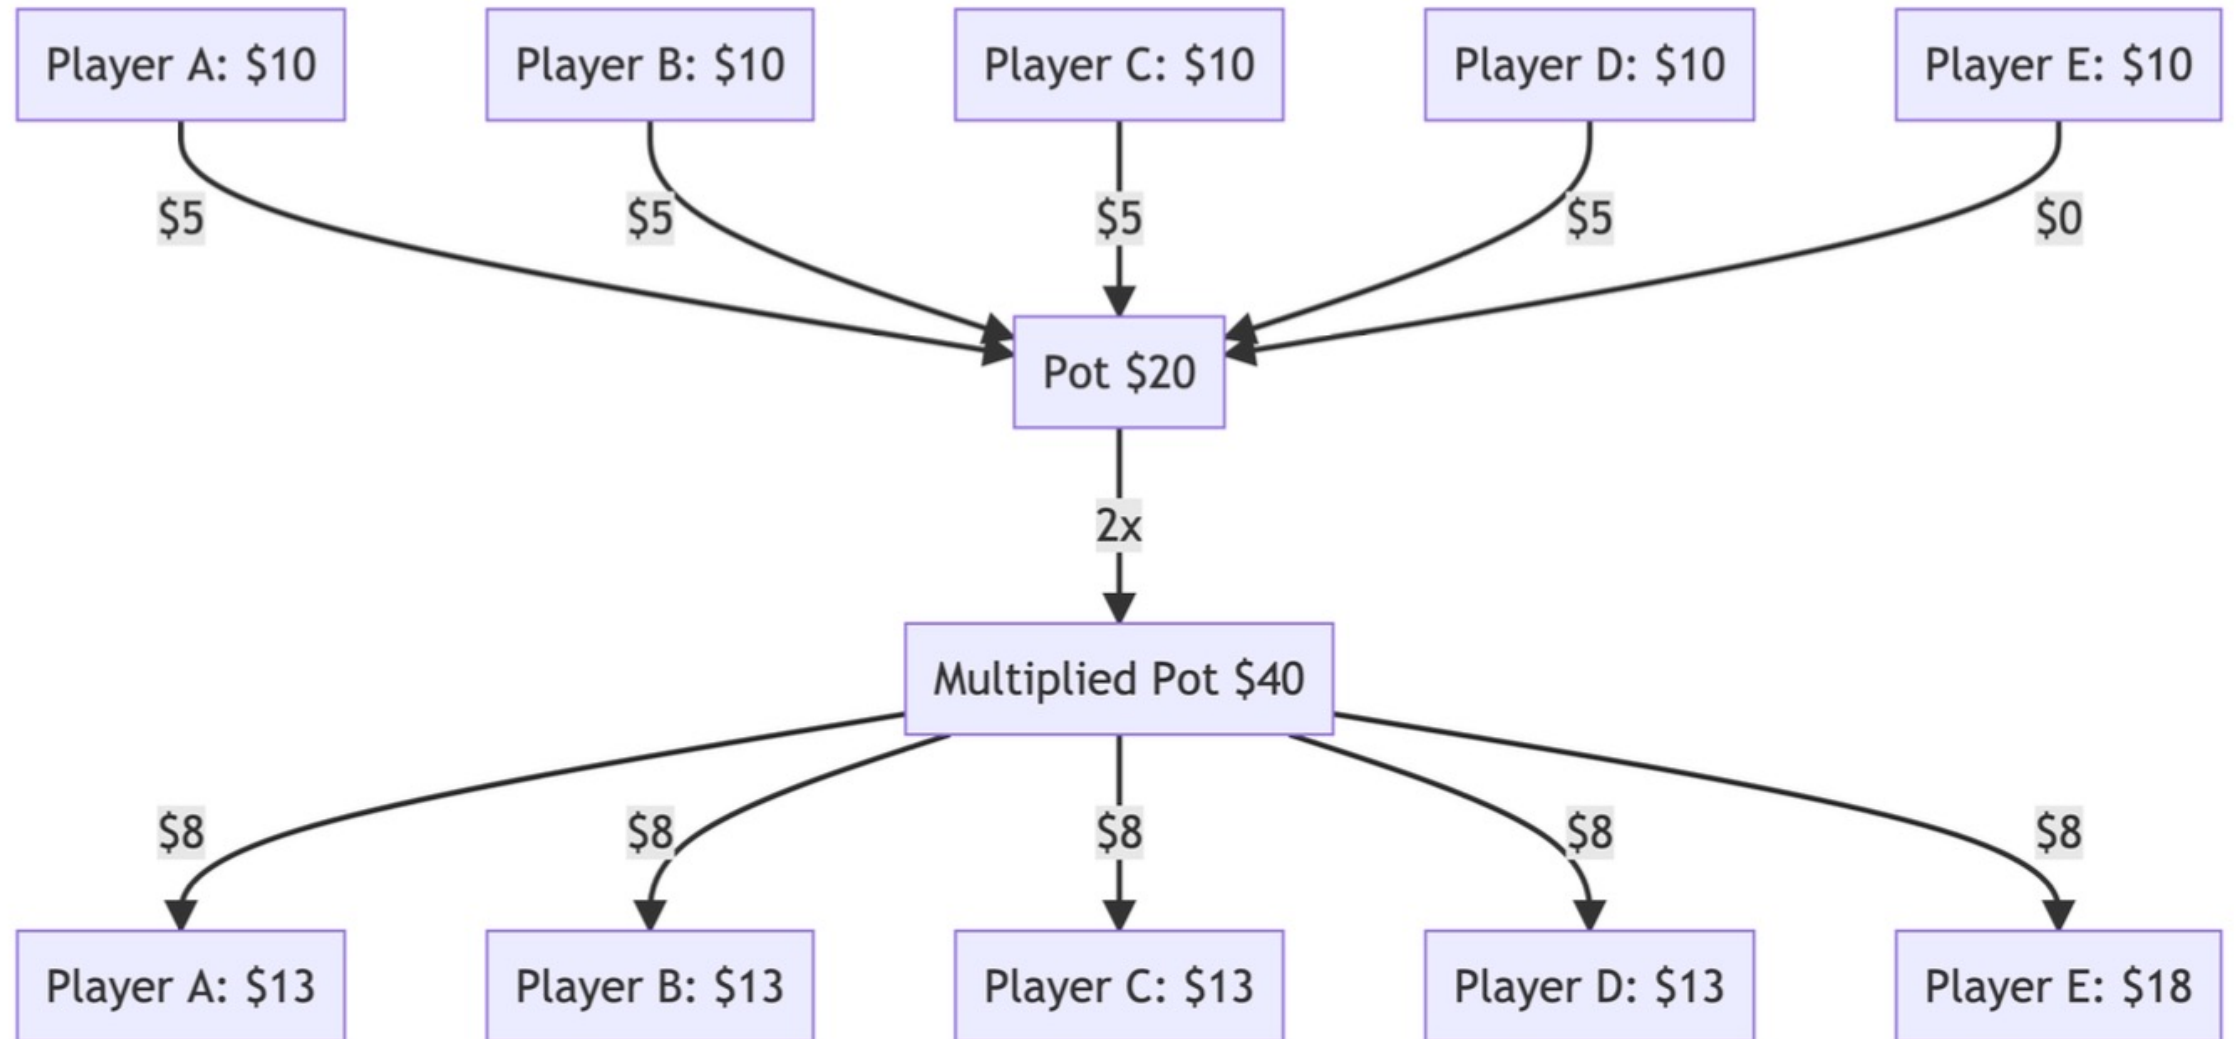 Player A: $10
Player B: $10
Player C: $10
Player D: $10
Player E: $10
$5
$5
$5
$5
$0
Pot $20
2x
Multiplied Pot $40
$8
$8
$8
$8
$8
Player A: $13
Player B: $13
Player C: $13
Player D: $13
Player E: $18